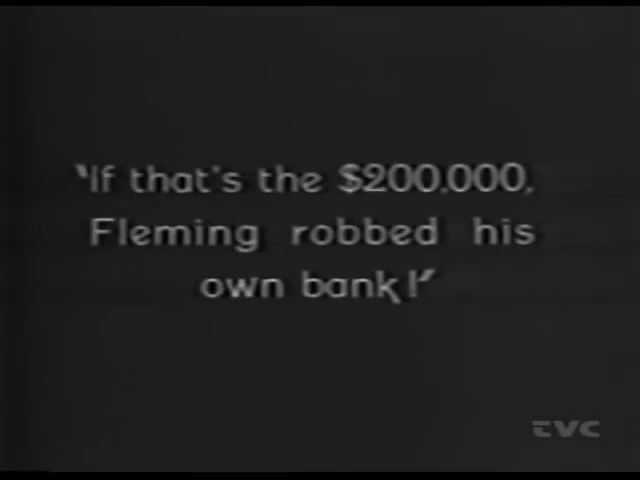 "If that's the $200,000,
Fleming robbed his
own bank!"
TVC